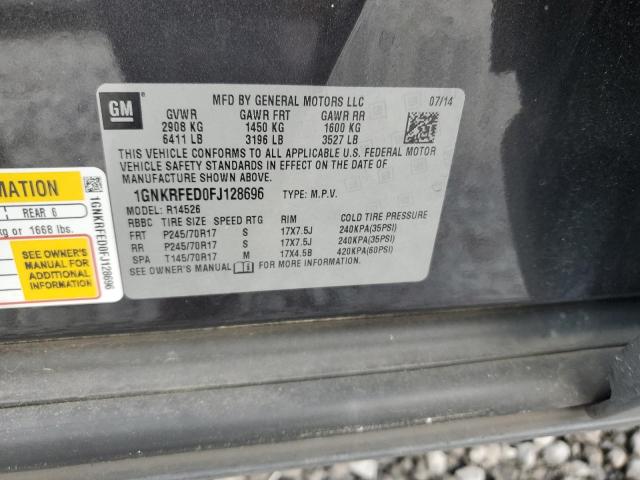 GM
MFD BY GENERAL MOTORS LLC 07/14
GVWR GAWR FRT GAWR RR
2908 KG 1450 KG 1600 KG
6411 LB 3196 LB 3527 LB
THIS VEHICLE CONFORMS TO ALL APPLICABLE U.S. FEDERAL MOTOR
VEHICLE SAFETY STANDARDS IN EFFECT ON THE DATE OF
MANUFACTURE SHOWN ABOVE.
1GNKRFED0FJ128696 TYPE: M.P.V.
MODEL: R14526
RBBC TIRE SIZE SPEED RTG RIM COLD TIRE PRESSURE
FRT P245/70R17 S 17X7.5J 240KPA(35PSI)
RR P245/70R17 S 17X7.5J 240KPA(35PSI)
SPA T145/70R17 M 17X4.5B 420KPA(60PSI)
SEE OWNER'S MANUAL FOR MORE INFORMATION.
MATION
REAR 6
kg or 1668 lbs.
SEE OWNER'S
MANUAL FOR
ADDITIONAL
INFORMATION
1GNKRFED0FJ128696